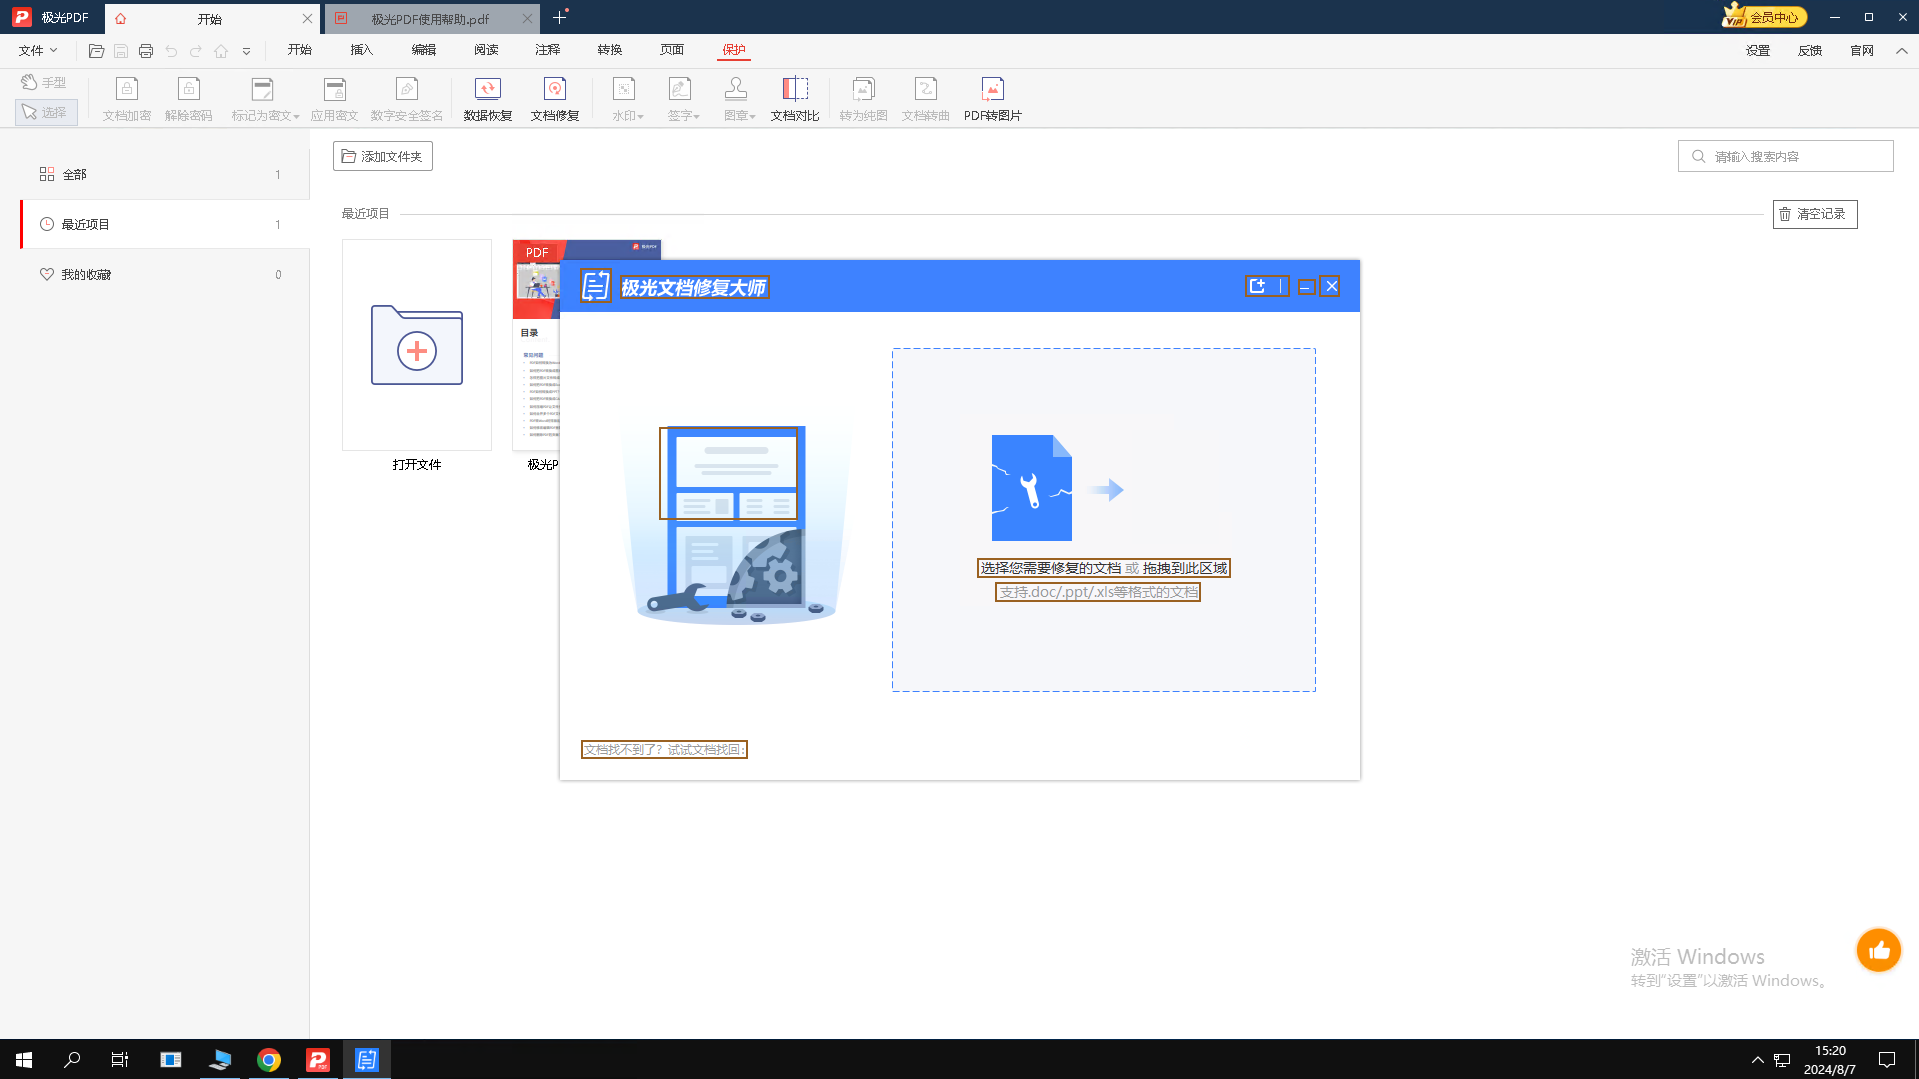 极光PDF
开始
极光PDF使用帮助.pdf
VIP 会员中心
文件
开始
插入
编辑
阅读
注释
转换
页面
保护
设置
反馈
官网
手型
选择
文档加密
解除密码
标记为密文
应用密文
数字安全签名
数据恢复
文档修复
水印
签字
图章
文档对比
转为纯图
文档转曲
PDF转图片
全部 1
最近项目 1
我的收藏 0
添加文件夹
请输入搜索内容
最近项目
清空记录
打开文件
PDF
目录
常见问题
极光P
极光文档修复大师
选择您需要修复的文档 或 拖拽到此区域
支持.doc/.ppt/.xls等格式的文档
文档找不到了？试试文档找回:
激活 Windows
转到“设置”以激活 Windows。
15:20
2024/8/7